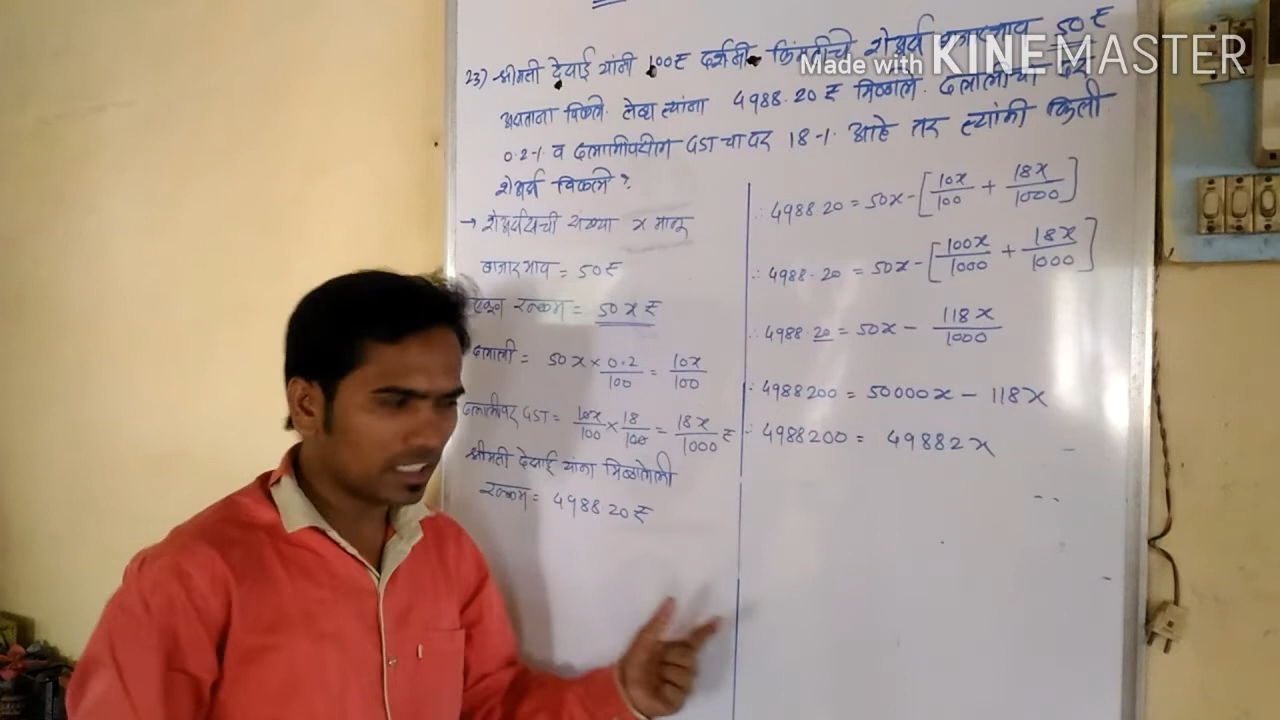 Made with KINEMASTER
23) श्रीमती देसाई यांनी 100₹ दर्शनी किंमतीचे शेअर्स बाजारभाव 50₹
असताना विकले. तेव्हा त्यांना 4988.20₹ मिळाले. दलालीचा दर
0.2-1. व दलालीवरील GST चा दर 18-1. आहे तर त्यांनी किती
शेअर्स विकले ?
→ शेअर्सची संख्या x मानू
बाजारभाव = 50₹
एकूण रक्कम = 50x ₹
दलाली = 50x × 0.2/100 = 10x/100
दलालीवर GST = 10x/100 × 18/100 = 18x/1000 ₹
श्रीमती देसाई यांना मिळालेली
रक्कम = 4988 20₹
∴ 4988 20 = 50x - [10x/100 + 18x/1000]
∴ 4988.20 = 50x - [100x/1000 + 18x/1000]
∴ 4988.20 = 50x - 118x/1000
∴ 4988200 = 50000x - 118x
∴ 4988200 = 49882x